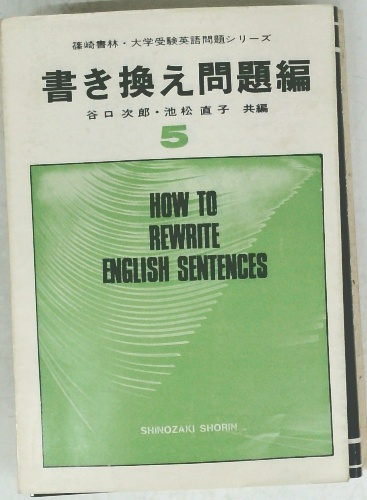 篠崎書林・大学受験英語問題シリーズ
書き換え問題編
谷口次郎・池松直子 共編
5
HOW TO
REWRITE
ENGLISH SENTENCES
SHINOZAKI SHORIN